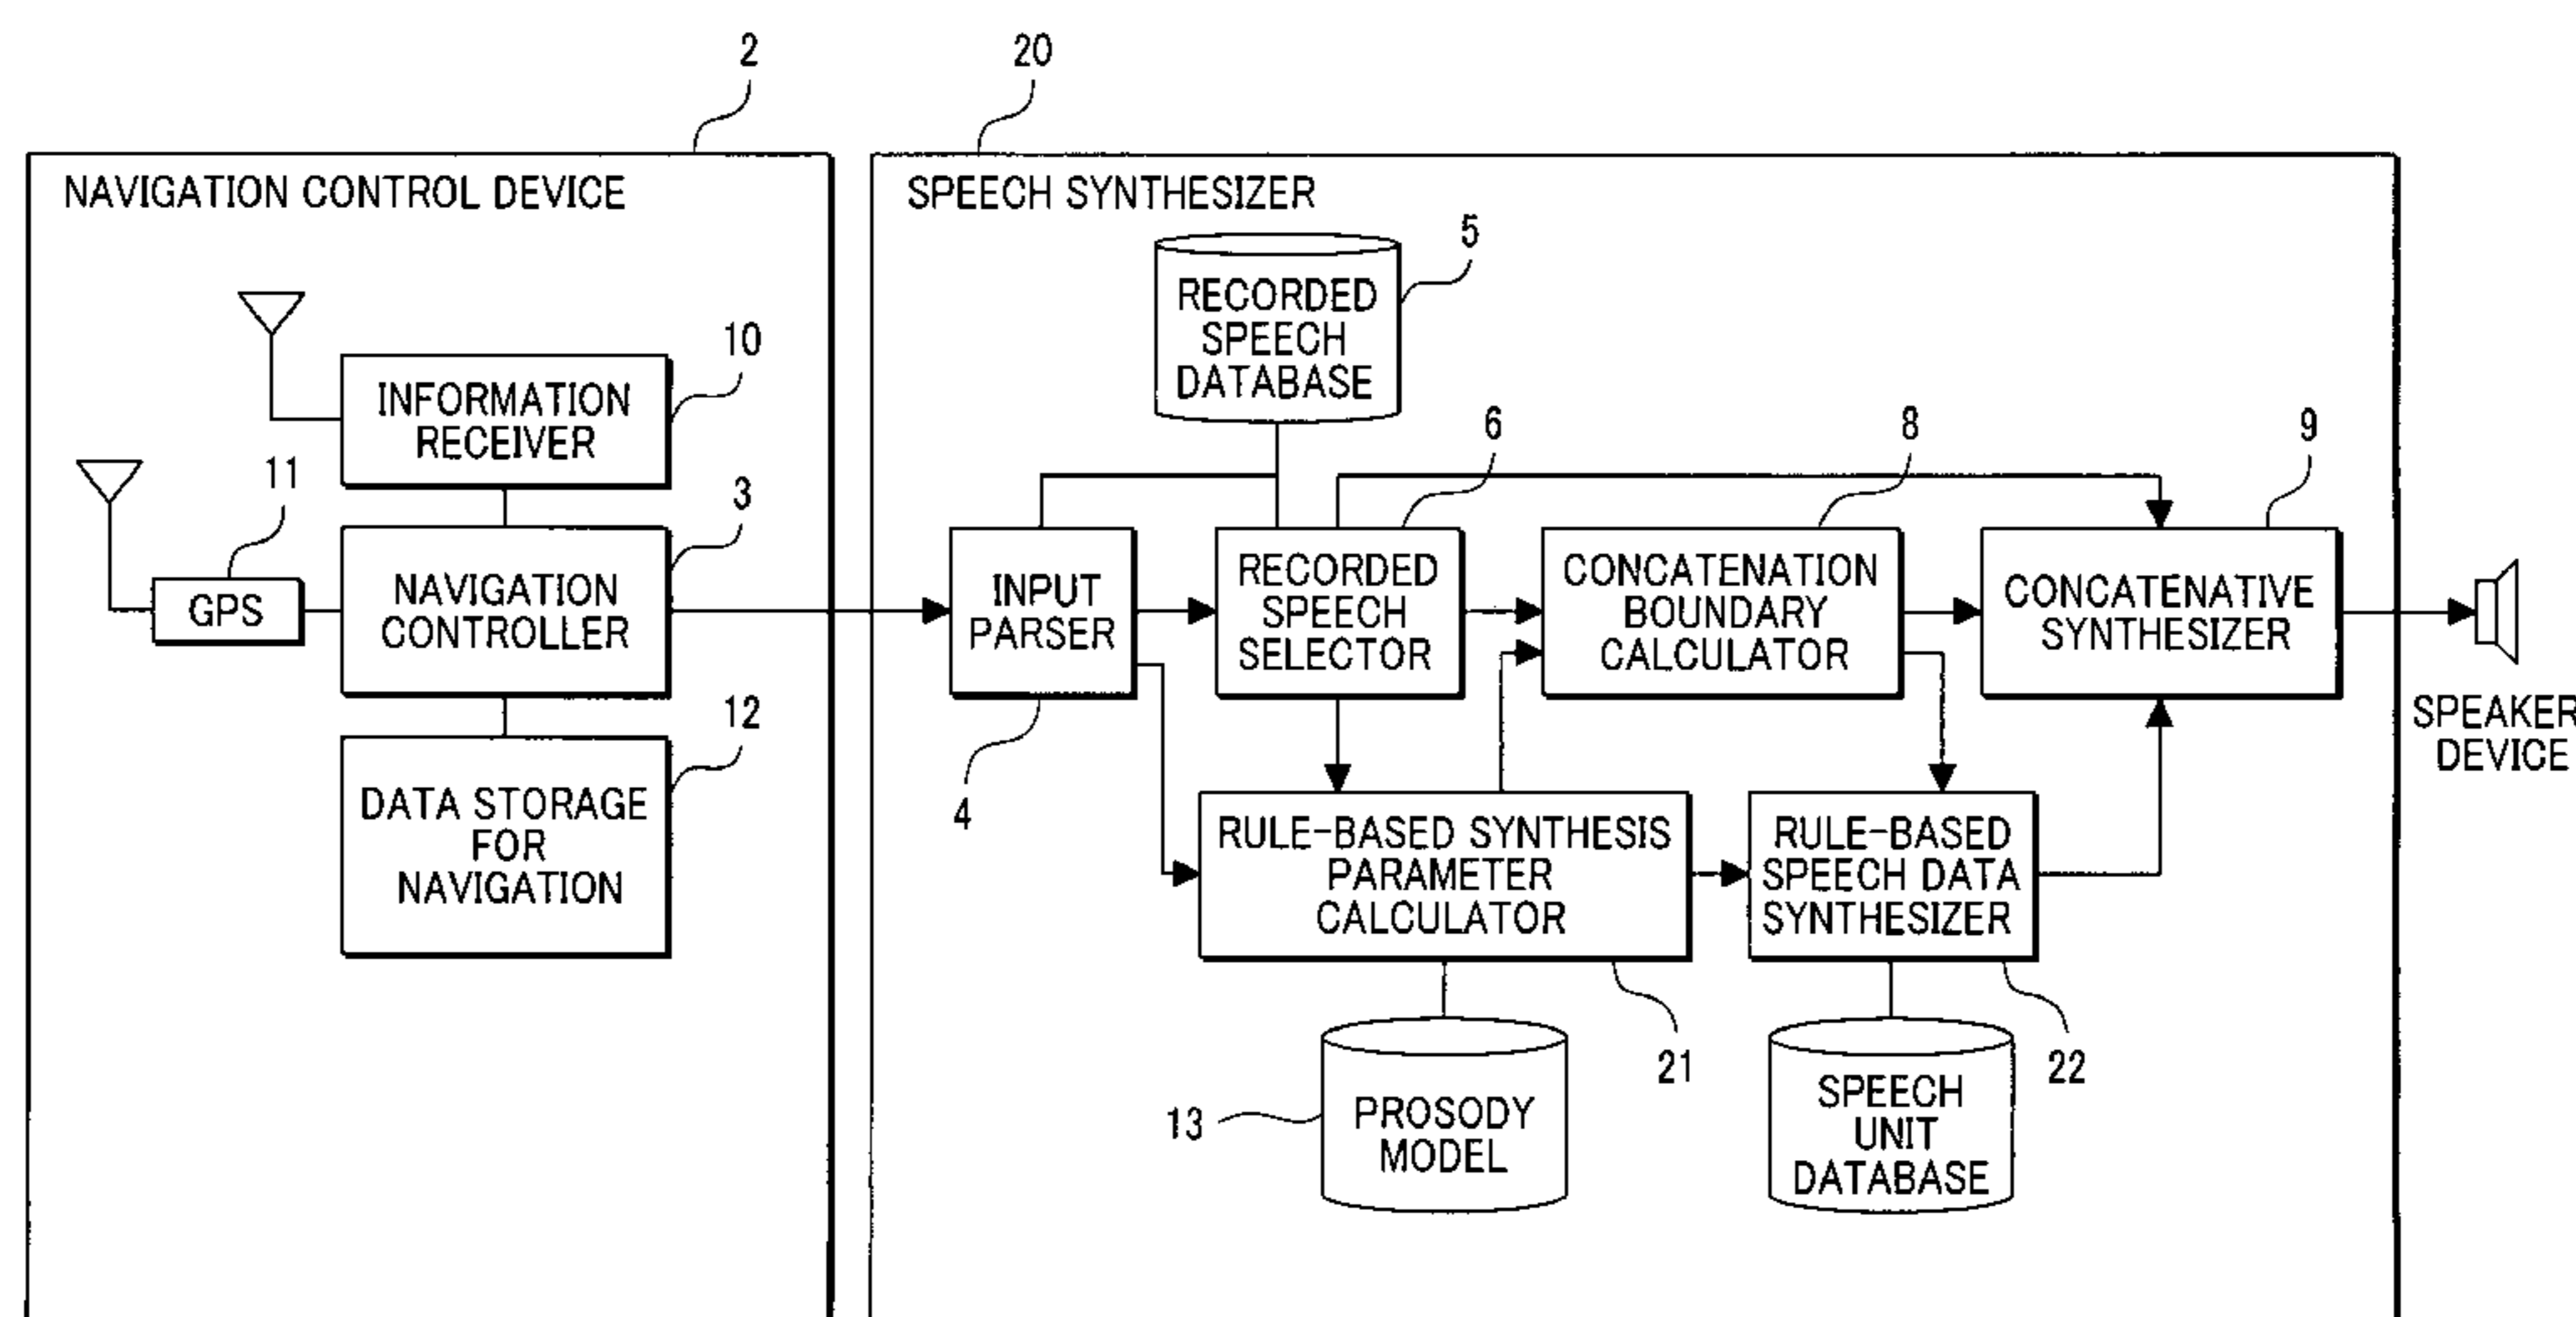 2
20
NAVIGATION CONTROL DEVICE
SPEECH SYNTHESIZER
5
RECORDED
SPEECH
DATABASE
10
INFORMATION
RECEIVER
11
GPS
3
NAVIGATION
CONTROLLER
12
DATA STORAGE
FOR
NAVIGATION
INPUT
PARSER
4
6
RECORDED
SPEECH
SELECTOR
8
CONCATENATION
BOUNDARY
CALCULATOR
9
CONCATENATIVE
SYNTHESIZER
SPEAKER
DEVICE
RULE-BASED SYNTHESIS
PARAMETER
CALCULATOR
21
RULE-BASED
SPEECH DATA
SYNTHESIZER
22
13
PROSODY
MODEL
SPEECH
UNIT
DATABASE